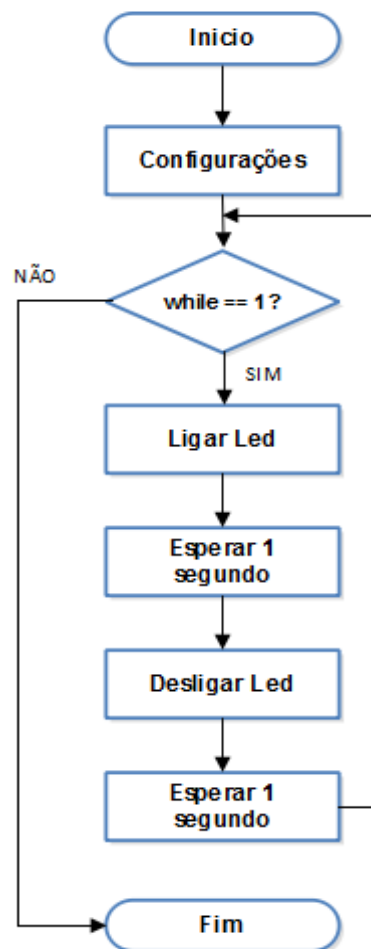 Inicio
Configurações
NÃO
while == 1?
SIM
Ligar Led
Esperar 1
segundo
Desligar Led
Esperar 1
segundo
Fim